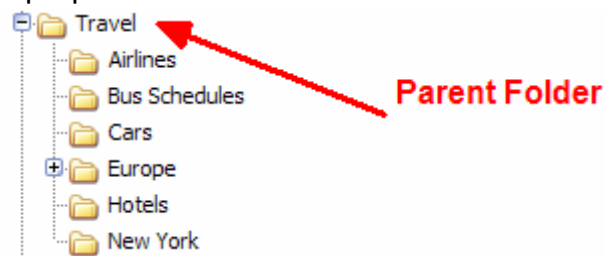 Travel
Airlines
Bus Schedules
Parent Folder
Cars
Europe
Hotels
New York